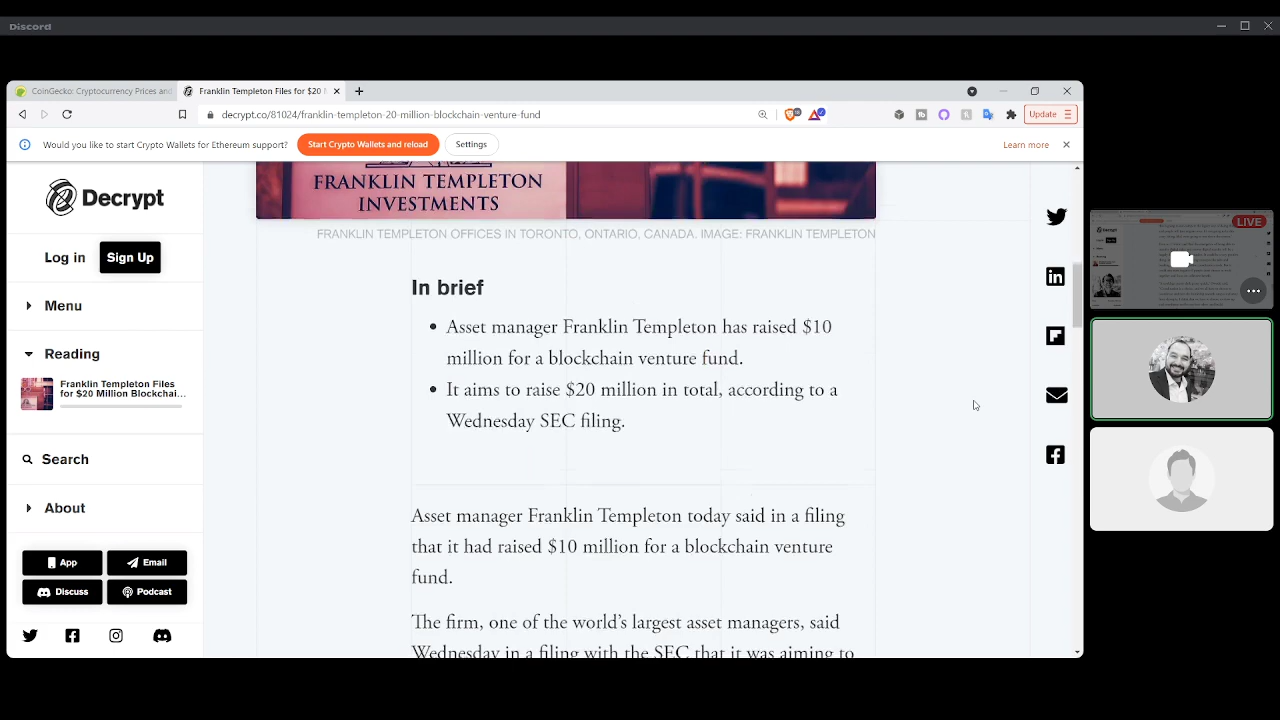 Discord
CoinGecko: Cryptocurrency Prices and
Franklin Templeton Files for $20
decrypt.co/81024/franklin-templeton-20-million-blockchain-venture-fund
Update
Would you like to start Crypto Wallets for Ethereum support?
Start Crypto Wallets and reload
Settings
Learn more
Decrypt
Log in
Sign Up
Menu
Reading
Franklin Templeton Files
for $20 Million Blockchai...
Search
About
App
Email
Discuss
Podcast
FRANKLIN TEMPLETON
INVESTMENTS
FRANKLIN TEMPLETON OFFICES IN TORONTO, ONTARIO, CANADA. IMAGE: FRANKLIN TEMPLETON
In brief
Asset manager Franklin Templeton has raised $10
million for a blockchain venture fund.
It aims to raise $20 million in total, according to a
Wednesday SEC filing.
Asset manager Franklin Templeton today said in a filing
that it had raised $10 million for a blockchain venture
fund.
The firm, one of the world's largest asset managers, said
Wednesday in a filing with the SEC that it was aiming to
LIVE